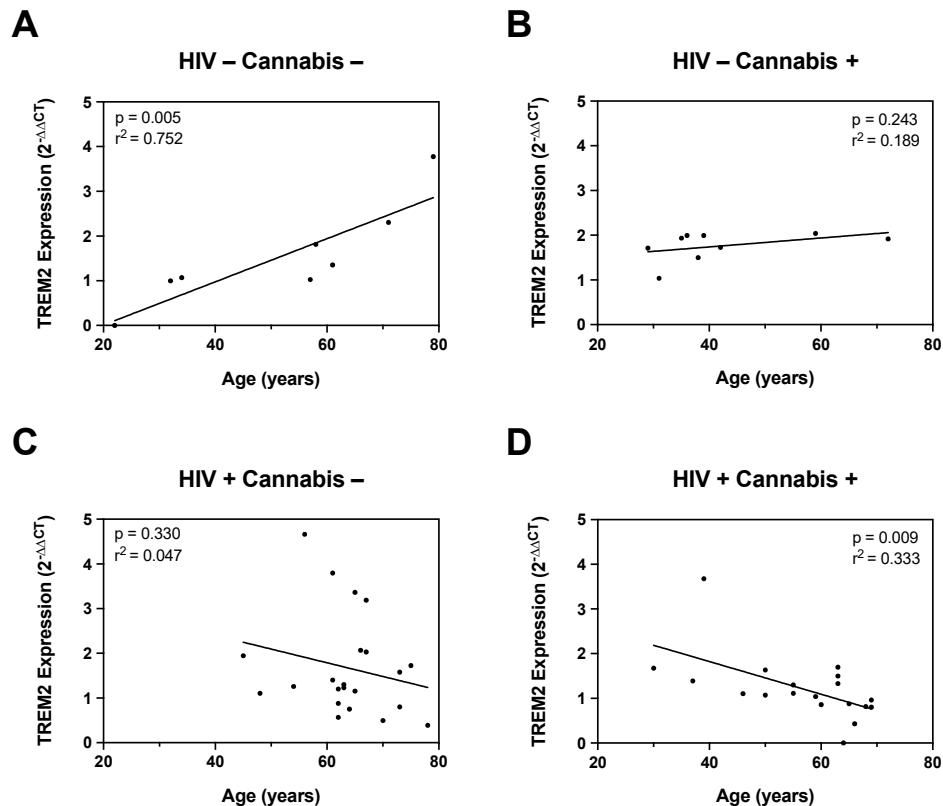 A
HIV – Cannabis –
p = 0.005
r² = 0.752
TREM2 Expression (2^-ΔΔCT)
5
4
3
2
1
0
20 40 60 80
Age (years)
B
HIV – Cannabis +
p = 0.243
r² = 0.189
TREM2 Expression (2^-ΔΔCT)
5
4
3
2
1
0
20 40 60 80
Age (years)
C
HIV + Cannabis –
p = 0.330
r² = 0.047
TREM2 Expression (2^-ΔΔCT)
5
4
3
2
1
0
20 40 60 80
Age (years)
D
HIV + Cannabis +
p = 0.009
r² = 0.333
TREM2 Expression (2^-ΔΔCT)
5
4
3
2
1
0
20 40 60 80
Age (years)